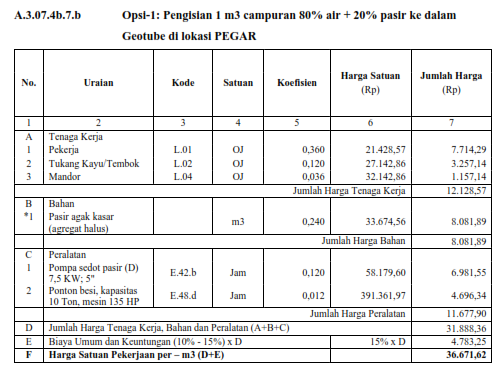 A.3.07.4b.7.b Opsi-1: Pengisian 1 m3 campuran 80% air + 20% pasir ke dalam
Geotube di lokasi PEGAR
No. Uraian Kode Satuan Koefisien Harga Satuan (Rp) Jumlah Harga (Rp)
1 2 3 4 5 6 7
A Tenaga Kerja
1 Pekerja L.01 OJ 0,360 21.428,57 7.714,29
2 Tukang Kayu/Tembok L.02 OJ 0,120 27.142,86 3.257,14
3 Mandor L.04 OJ 0,036 32.142,86 1.157,14
Jumlah Harga Tenaga Kerja 12.128,57
B Bahan
*1 Pasir agak kasar (agregat halus) m3 0,240 33.674,56 8.081,89
Jumlah Harga Bahan 8.081,89
C Peralatan
1 Pompa sedot pasir (D) 7,5 KW; 5" E.42.b Jam 0,120 58.179,60 6.981,55
2 Ponton besi, kapasitas 10 Ton, mesin 135 HP E.48.d Jam 0,012 391.361,97 4.696,34
Jumlah Harga Peralatan 11.677,90
D Jumlah Harga Tenaga Kerja, Bahan dan Peralatan (A+B+C) 31.888,36
E Biaya Umum dan Keuntungan (10% - 15%) x D 15% x D 4.783,25
F Harga Satuan Pekerjaan per – m3 (D+E) 36.671,62